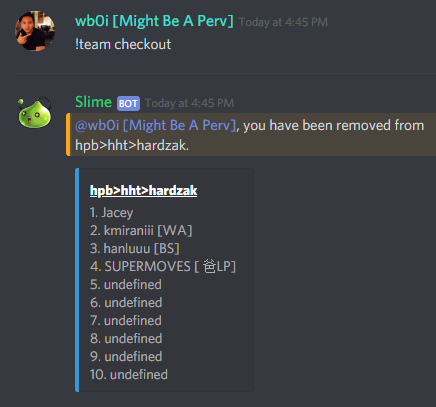 wb0i [Might Be A Perv] Today at 4:45 PM
!team checkout
Slime BOT Today at 4:45 PM
@wb0i [Might Be A Perv], you have been removed from
hpb>hht>hardzak.
hpb>hht>hardzak
1. Jacey
2. kmiraniii [WA]
3. hanluuu [BS]
4. SUPERMOVES [ 爸LP]
5. undefined
6. undefined
7. undefined
8. undefined
9. undefined
10. undefined